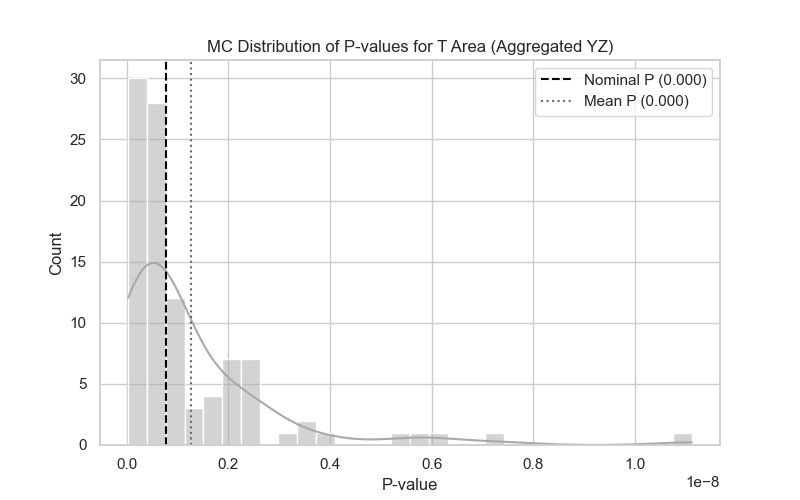 MC Distribution of P-values for T Area (Aggregated YZ)
Nominal P (0.000)
Mean P (0.000)
Count
30
25
20
15
10
5
0
0.0 0.2 0.4 0.6 0.8 1.0
1e−8
P-value